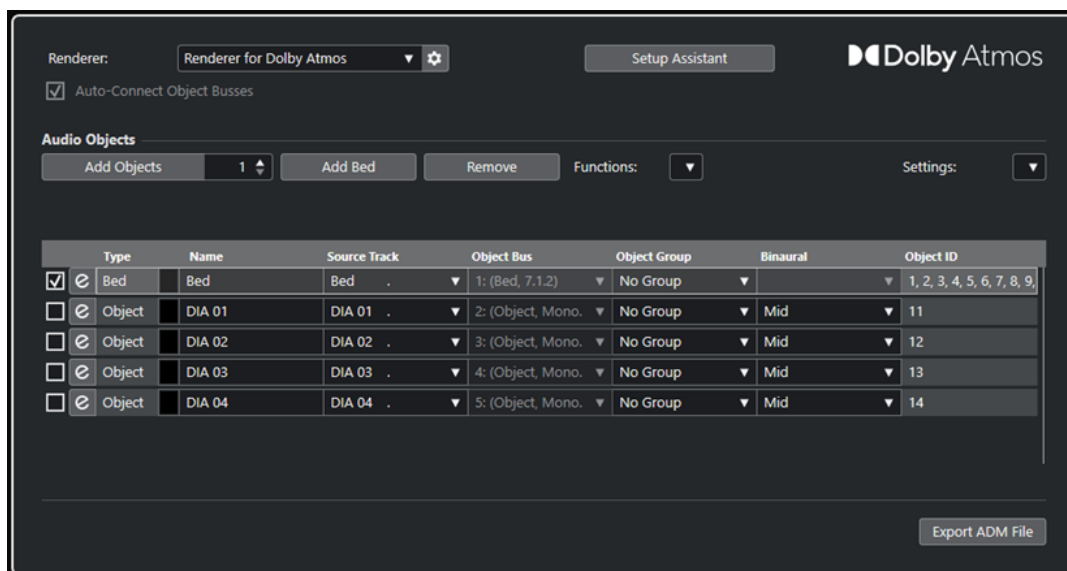 Renderer: Renderer for Dolby Atmos Setup Assistant Dolby Atmos
Auto-Connect Object Busses
Audio Objects
Add Objects 1 Add Bed Remove Functions: Settings:
Type Name Source Track Object Bus Object Group Binaural Object ID
e Bed Bed Bed . 1: (Bed, 7.1.2) No Group 1, 2, 3, 4, 5, 6, 7, 8, 9,
e Object DIA 01 DIA 01 . 2: (Object, Mono. No Group Mid 11
e Object DIA 02 DIA 02 . 3: (Object, Mono. No Group Mid 12
e Object DIA 03 DIA 03 . 4: (Object, Mono. No Group Mid 13
e Object DIA 04 DIA 04 . 5: (Object, Mono. No Group Mid 14
Export ADM File